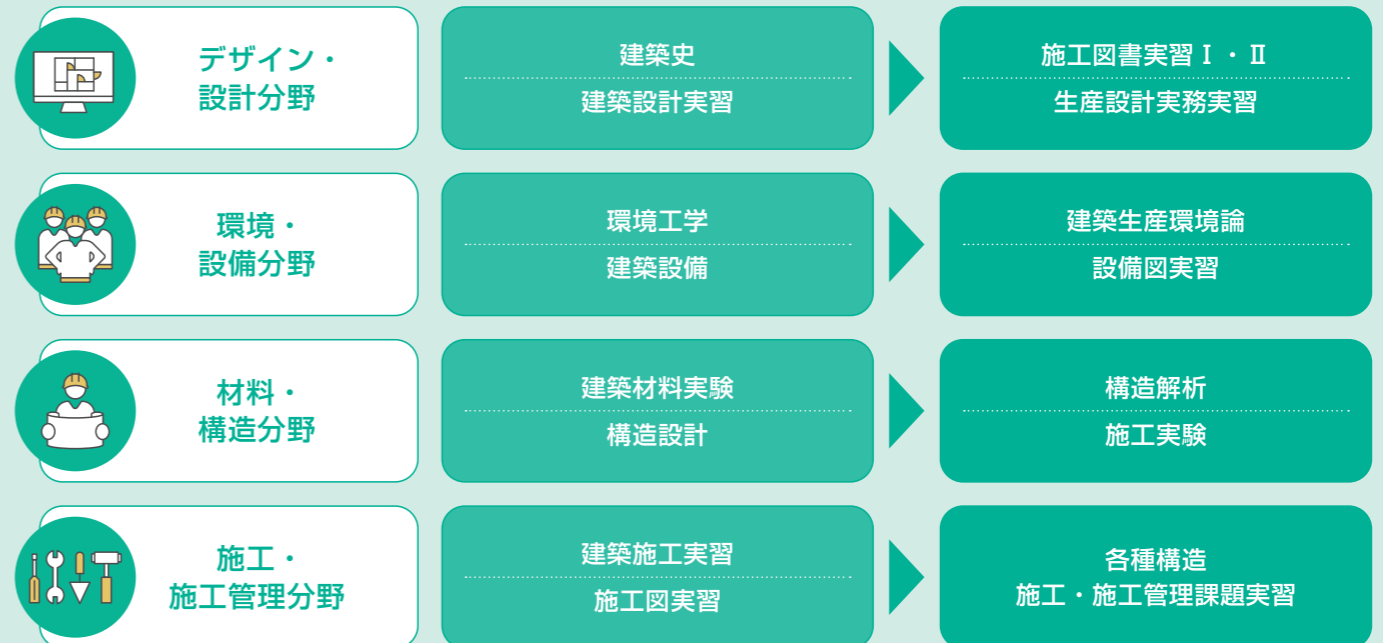 デザイン・
設計分野
建築史
建築設計実習
施工図書実習Ⅰ・Ⅱ
生産設計実務実習
環境・
設備分野
環境工学
建築設備
建築生産環境論
設備図実習
材料・
構造分野
建築材料実験
構造設計
構造解析
施工実験
施工・
施工管理分野
建築施工実習
施工図実習
各種構造
施工・施工管理課題実習